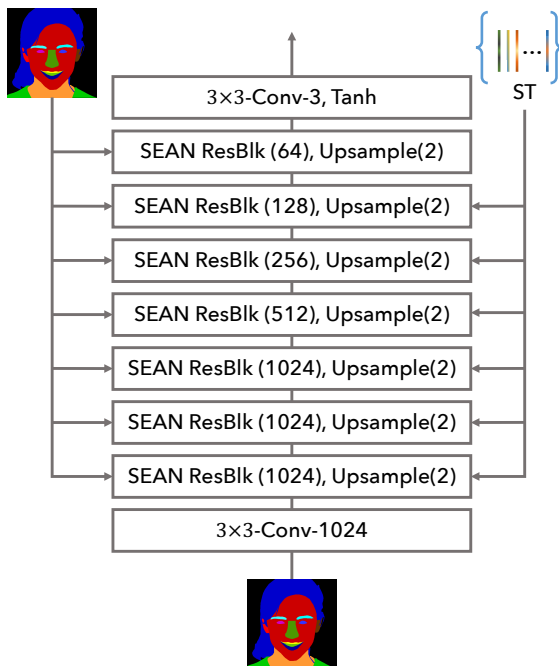 ST
3×3-Conv-3, Tanh
SEAN ResBlk (64), Upsample(2)
SEAN ResBlk (128), Upsample(2)
SEAN ResBlk (256), Upsample(2)
SEAN ResBlk (512), Upsample(2)
SEAN ResBlk (1024), Upsample(2)
SEAN ResBlk (1024), Upsample(2)
SEAN ResBlk (1024), Upsample(2)
3×3-Conv-1024